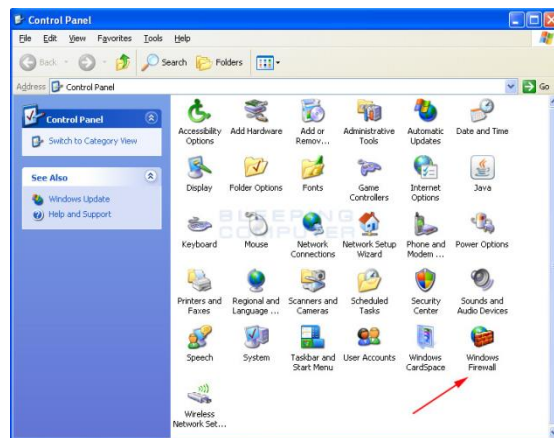 Control Panel
File Edit View Favorites Tools Help
Back Search Folders
Address Control Panel Go
Control Panel
Switch to Category View
See Also
Windows Update
Help and Support
Accessibility Options
Add Hardware
Add or Remov...
Administrative Tools
Automatic Updates
Date and Time
Display
Folder Options
Fonts
Game Controllers
Internet Options
Java
BLEEPING
COMPUTER
Keyboard
Mouse
Network Connections
Network Setup Wizard
Phone and Modem ...
Power Options
Printers and Faxes
Regional and Language ...
Scanners and Cameras
Scheduled Tasks
Security Center
Sounds and Audio Devices
Speech
System
Taskbar and Start Menu
User Accounts
Windows CardSpace
Windows Firewall
Wireless Network Set...